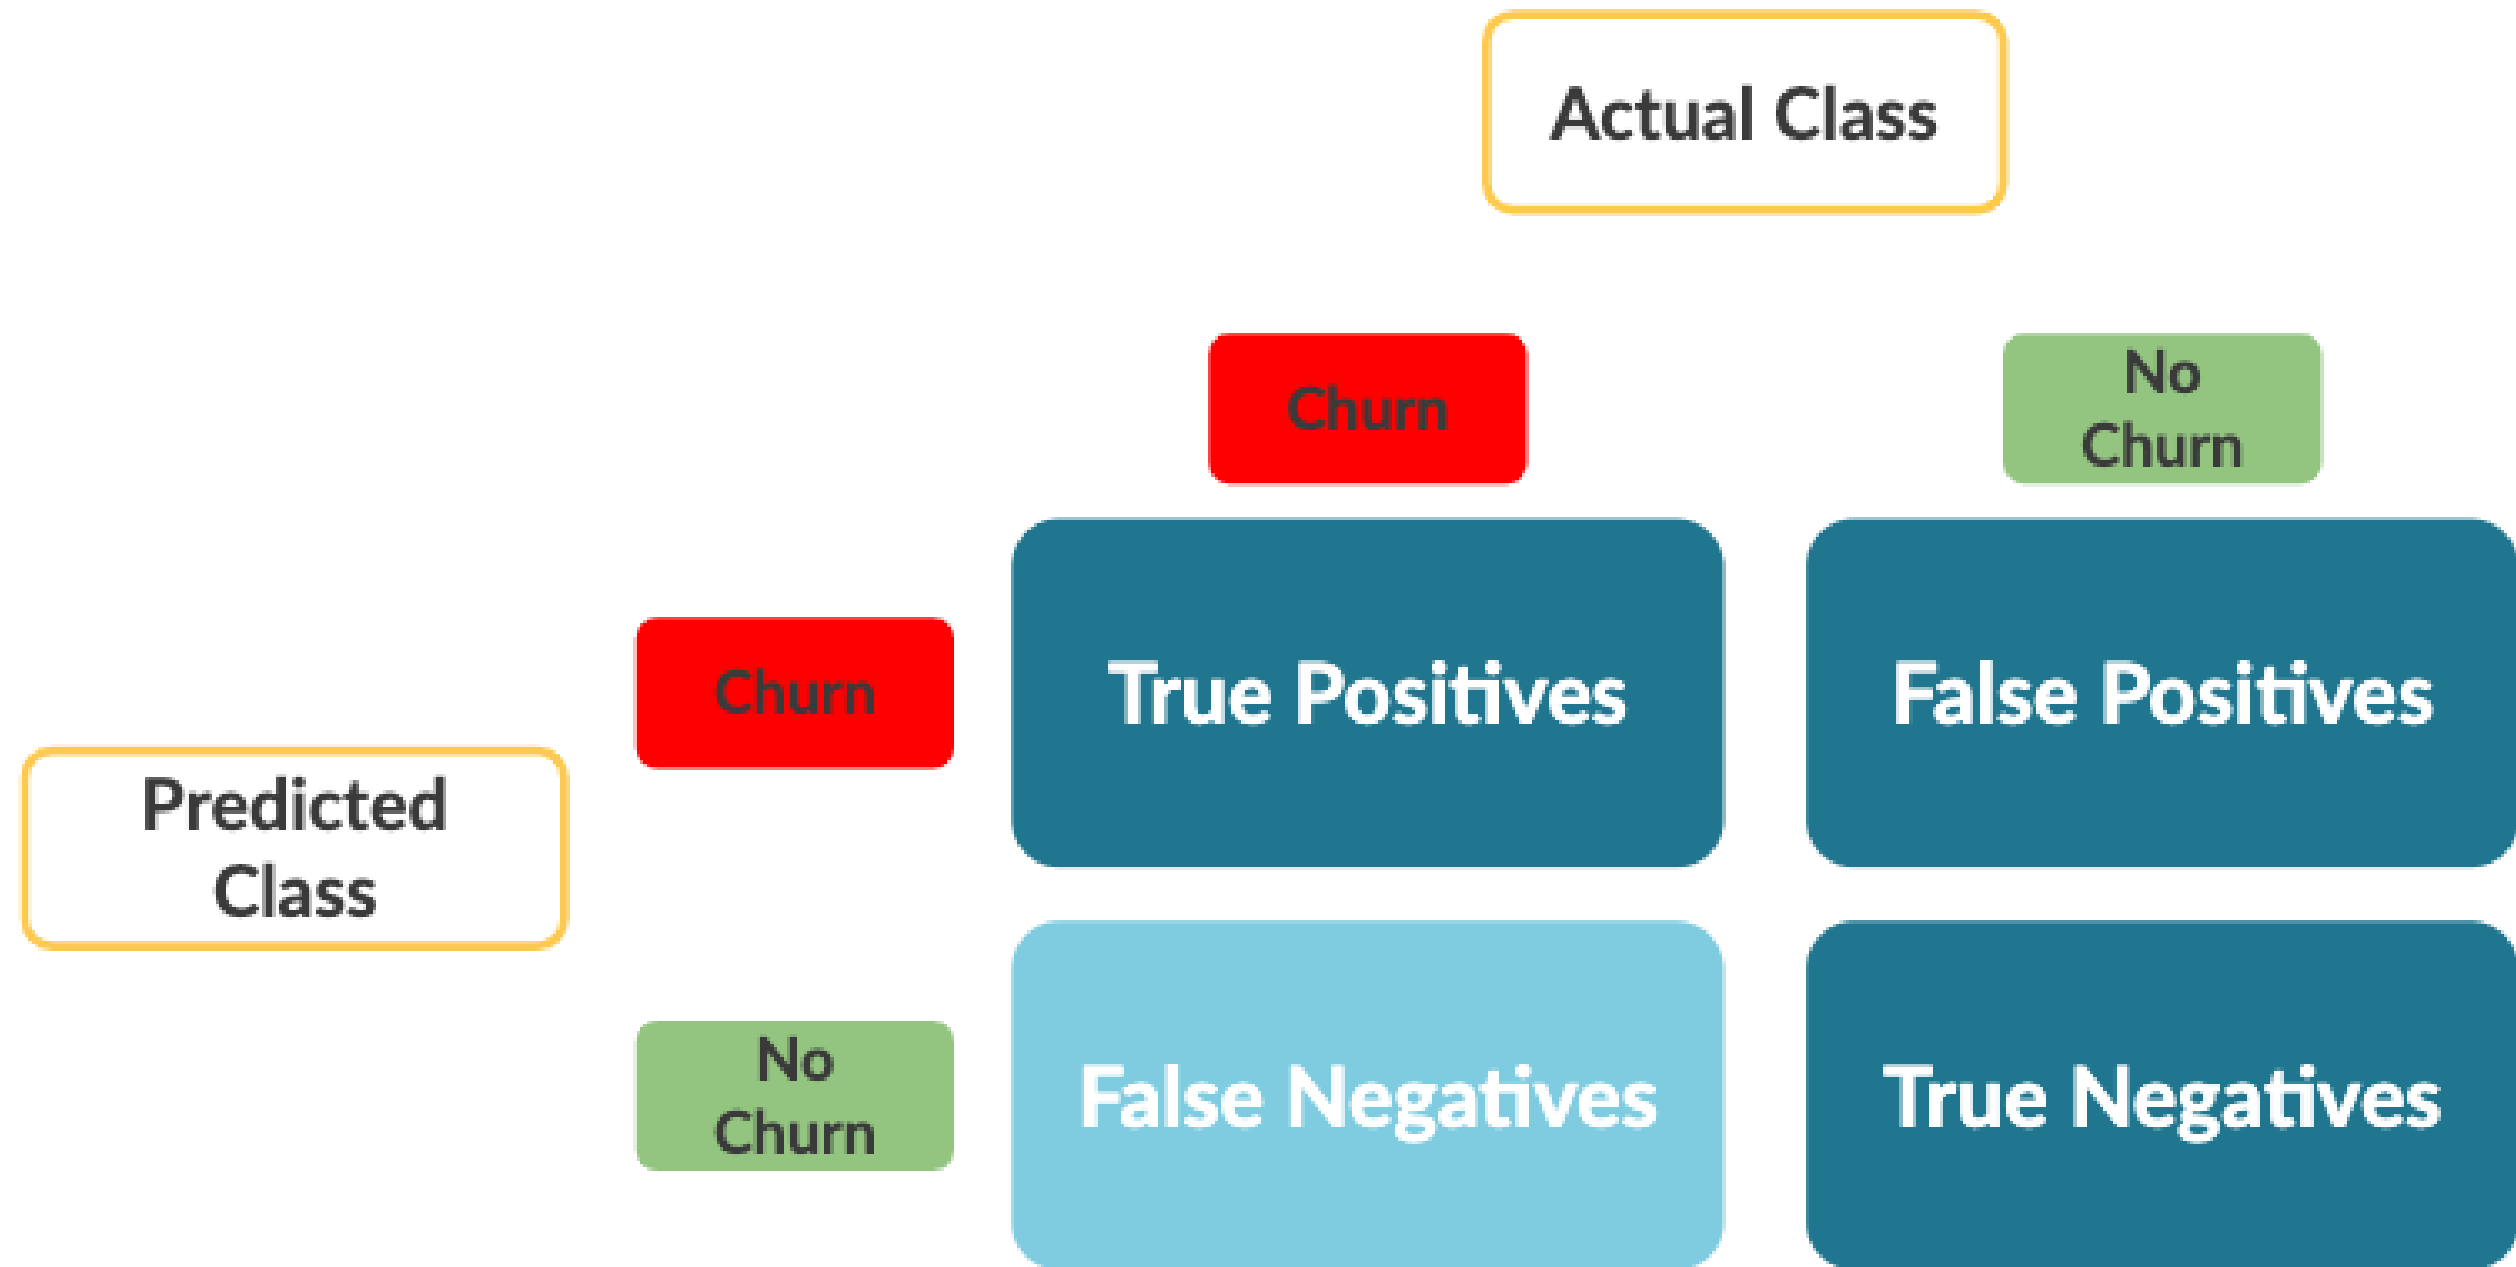 Actual Class
Churn
No
Churn
Churn
True Positives
False Positives
Predicted
Class
No
Churn
False Negatives
True Negatives